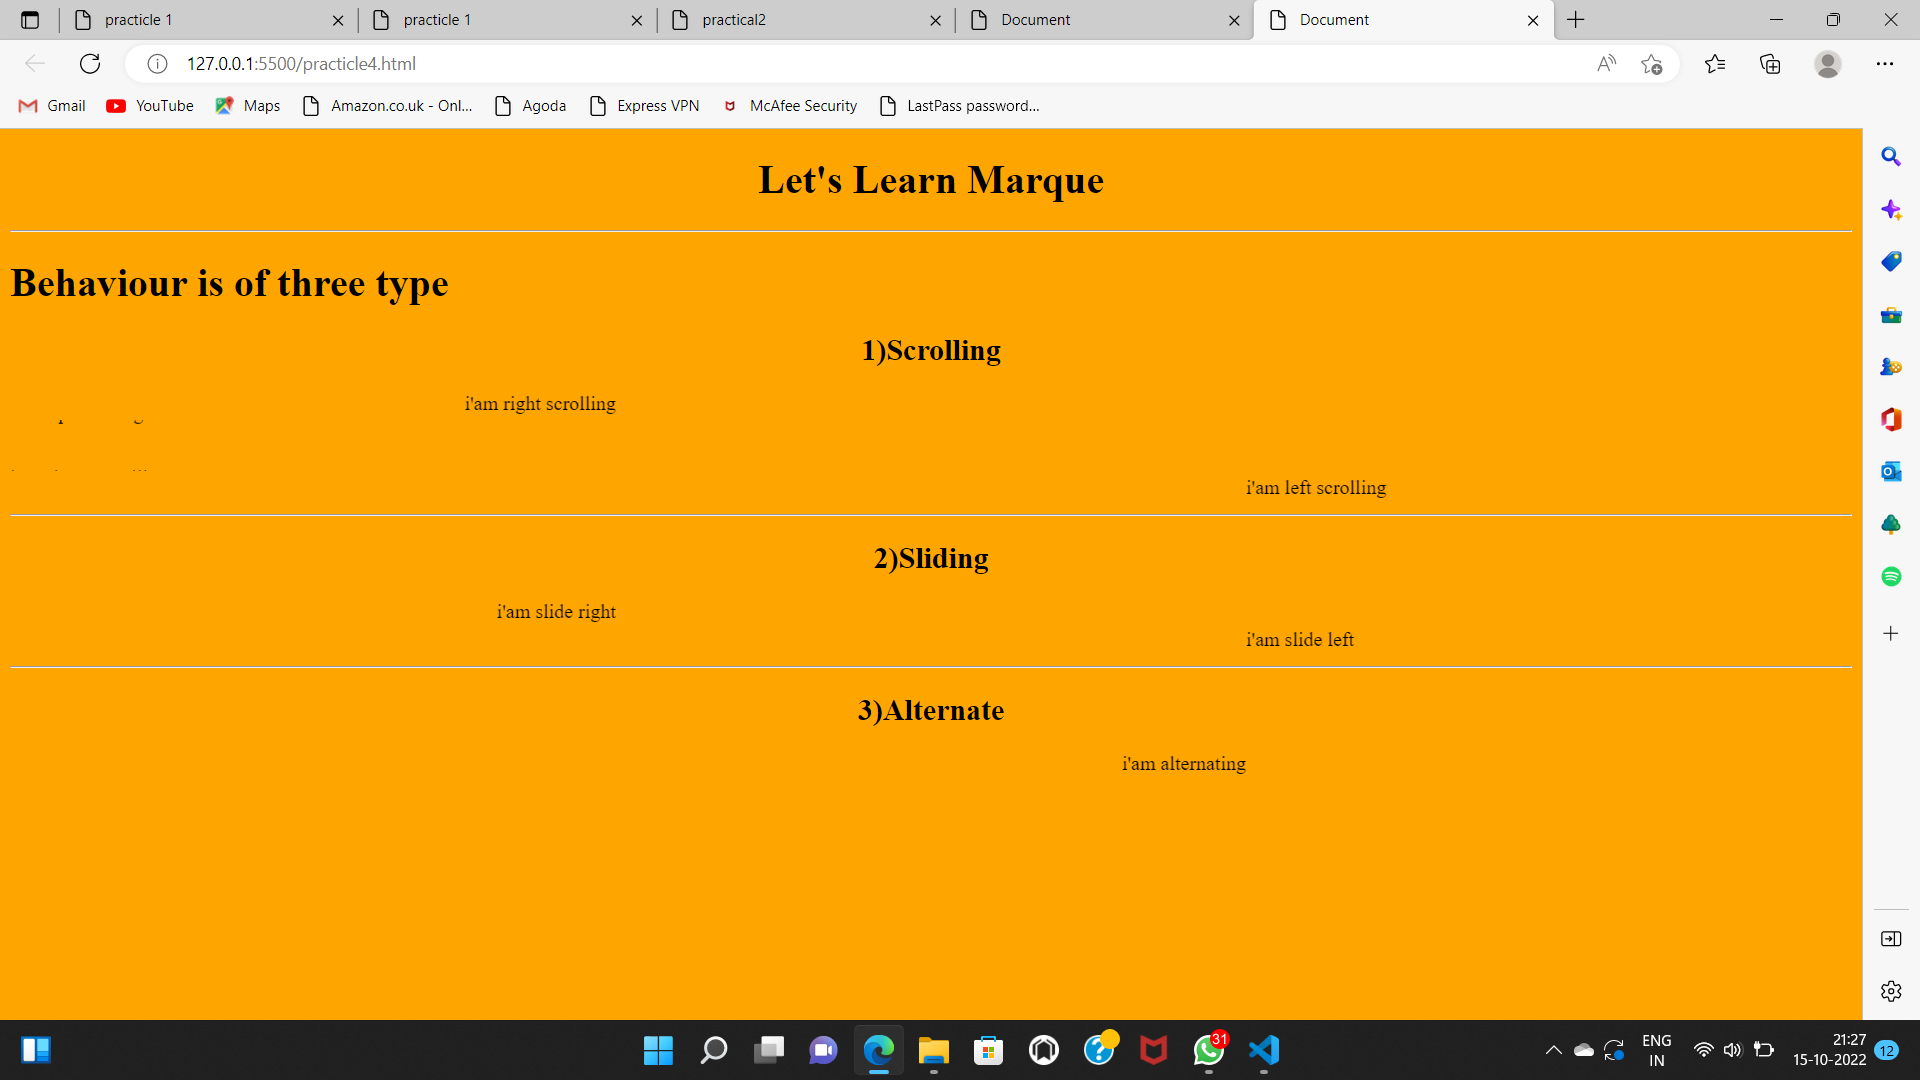 practicle 1
practicle 1
practical2
Document
Document
127.0.0.1:5500/practicle4.html
Gmail
YouTube
Maps
Amazon.co.uk - Onl...
Agoda
Express VPN
McAfee Security
LastPass password...
Let's Learn Marque
Behaviour is of three type
1)Scrolling
i'am right scrolling
i'am left scrolling
2)Sliding
i'am slide right
i'am slide left
3)Alternate
i'am alternating
31
ENG
IN
21:27
15-10-2022
12